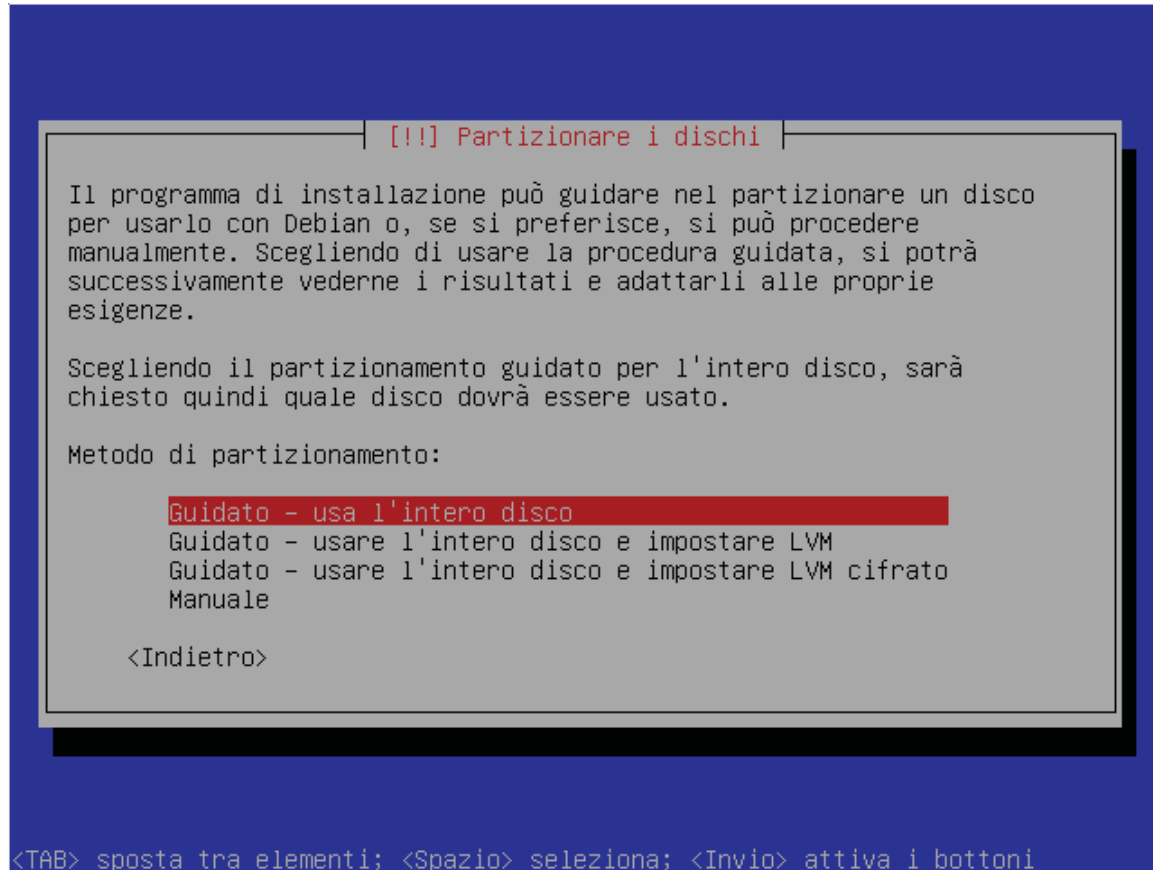 [!!] Partizionare i dischi
Il programma di installazione può guidare nel partizionare un disco
per usarlo con Debian o, se si preferisce, si può procedere
manualmente. Scegliendo di usare la procedura guidata, si potrà
successivamente vederne i risultati e adattarli alle proprie
esigenze.
Scegliendo il partizionamento guidato per l'intero disco, sarà
chiesto quindi quale disco dovrà essere usato.
Metodo di partizionamento:
Guidato – usa l'intero disco
Guidato – usare l'intero disco e impostare LVM
Guidato – usare l'intero disco e impostare LVM cifrato
Manuale
<Indietro>
<TAB> sposta tra elementi; <Spazio> seleziona; <Invio> attiva i bottoni